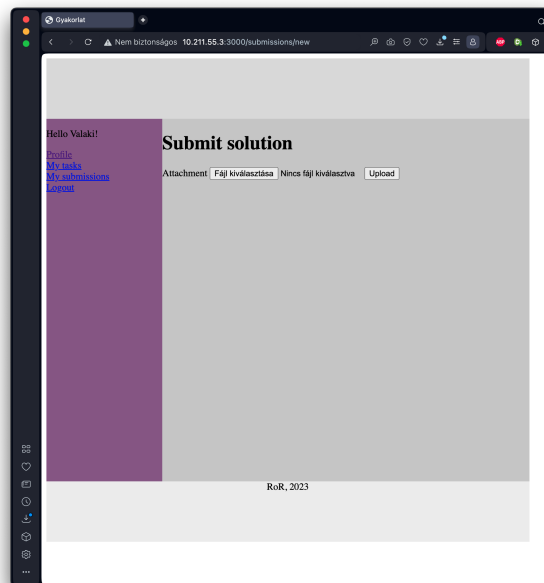 Gyakorlat
Nem biztonságos 10.211.55.3:3000/submissions/new
ABP
Hello Valaki!
Profile
My tasks
My submissions
Logout
Submit solution
Attachment Fájl kiválasztása Nincs fájl kiválasztva Upload
RoR, 2023